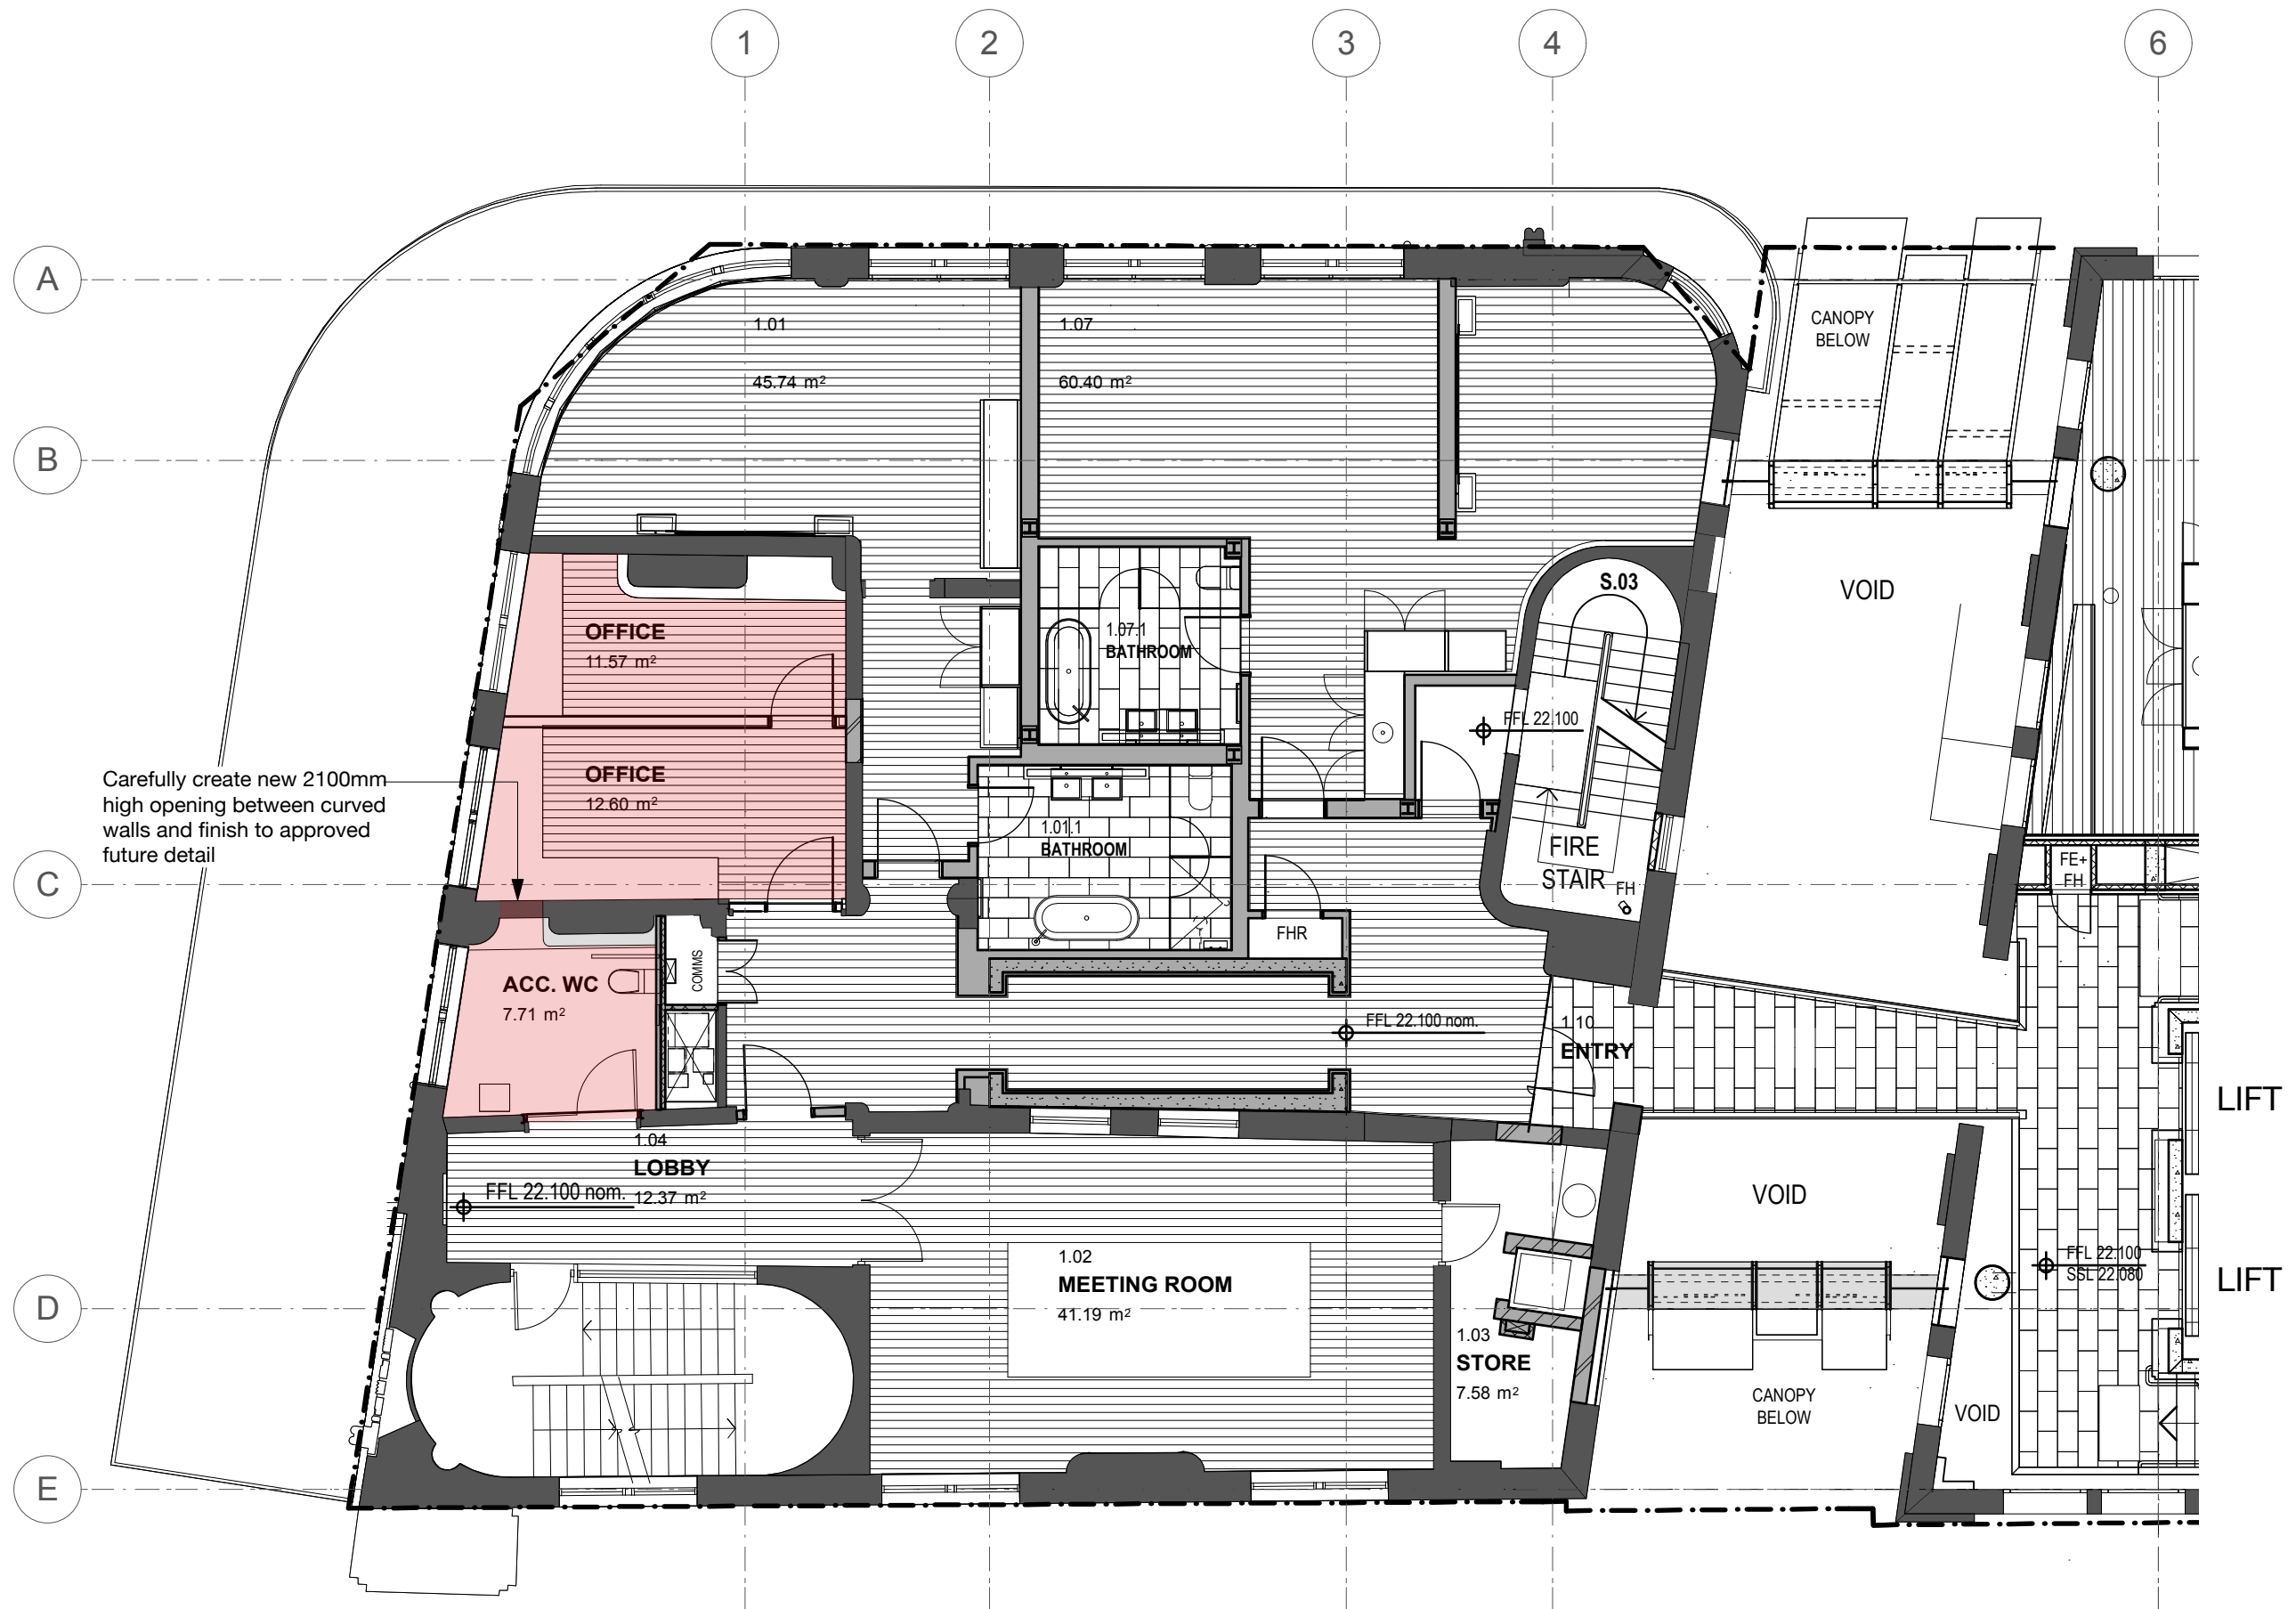 1
2
3
4
6
A
B
C
D
E
1.01
45.74 m²
1.07
60.40 m²
CANOPY
BELOW
VOID
S.03
OFFICE
11.57 m²
1.07.1
BATHROOM
FFL 22.100
OFFICE
12.60 m²
Carefully create new 2100mm
high opening between curved
walls and finish to approved
future detail
1.01.1
BATHROOM
FIRE
STAIR
FH
FE+
FH
FHR
COMMS
ACC. WC
7.71 m²
FFL 22.100 nom.
1.10
ENTRY
LIFT
1.04
LOBBY
12.37 m²
FFL 22.100 nom.
VOID
1.02
MEETING ROOM
41.19 m²
FFL 22.100
SSL 22.080
LIFT
1.03
STORE
7.58 m²
CANOPY
BELOW
VOID